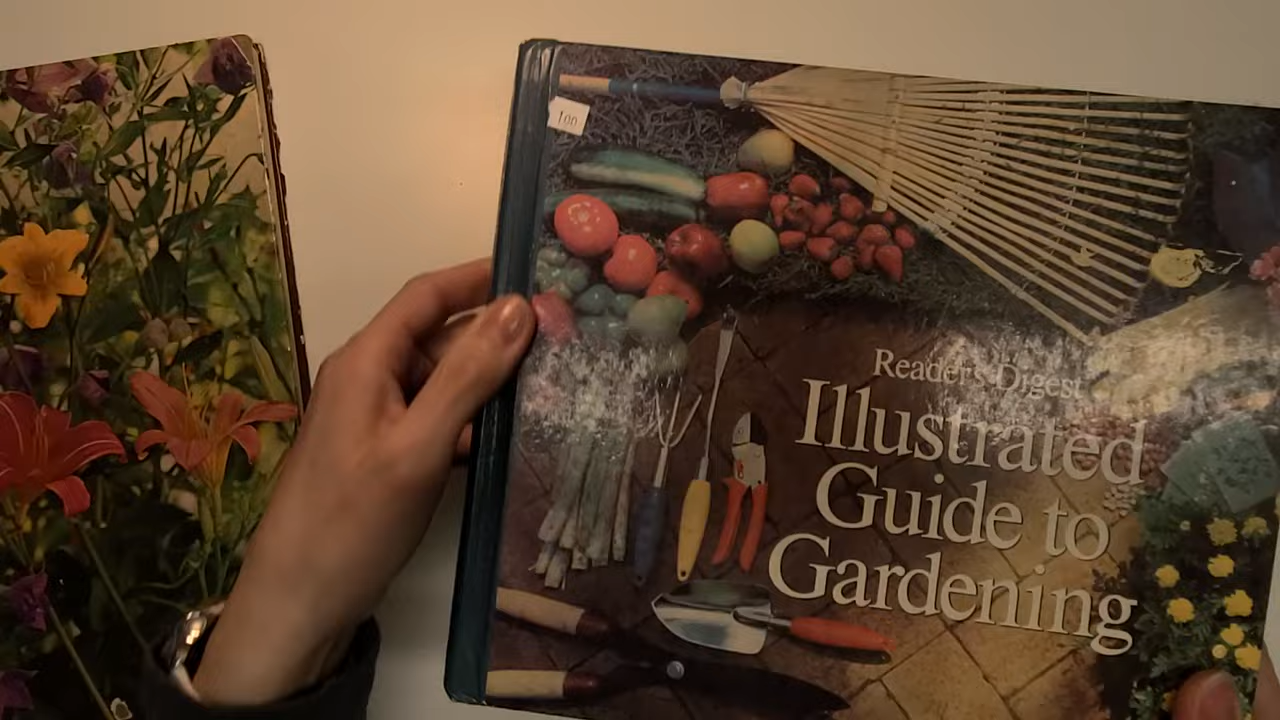 100
Reader's Digest
Illustrated
Guide to
Gardening